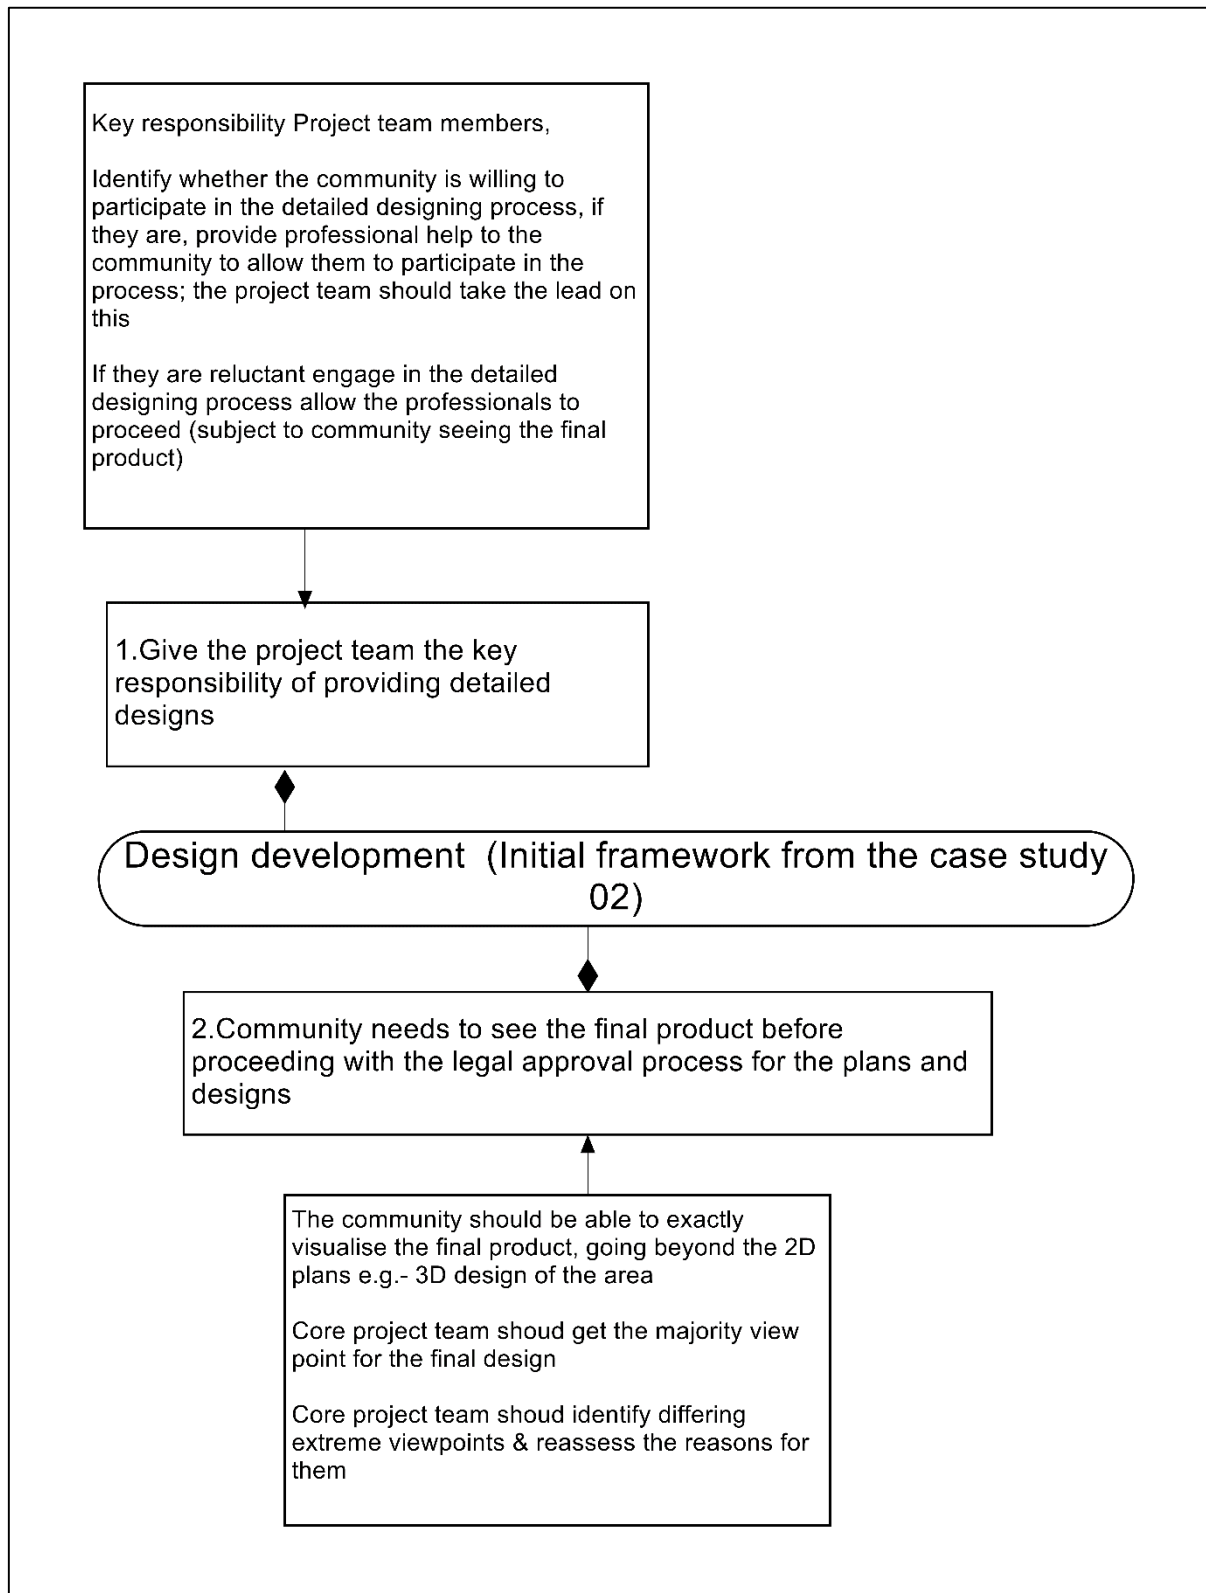 Key responsibility Project team members,
Identify whether the community is willing to
participate in the detailed designing process, if
they are, provide professional help to the
community to allow them to participate in the
process; the project team should take the lead on
this
If they are reluctant engage in the detailed
designing process allow the professionals to
proceed (subject to community seeing the final
product)
1.Give the project team the key
responsibility of providing detailed
designs
Design development (Initial framework from the case study
02)
2.Community needs to see the final product before
proceeding with the legal approval process for the plans and
designs
The community should be able to exactly
visualise the final product, going beyond the 2D
plans e.g.- 3D design of the area
Core project team shoud get the majority view
point for the final design
Core project team shoud identify differing
extreme viewpoints & reassess the reasons for
them